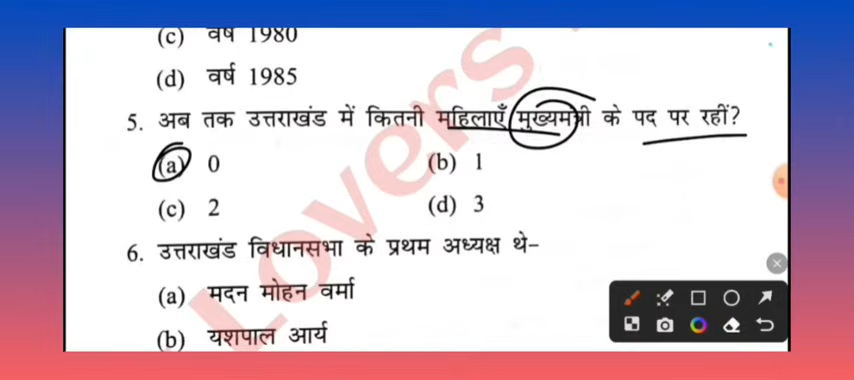 (c) वर्ष 1980
(d) वर्ष 1985
5. अब तक उत्तराखंड में कितनी महिलाएँ मुख्यमंत्री के पद पर रहीं?
(a) 0 (b) 1
(c) 2 (d) 3
6. उत्तराखंड विधानसभा के प्रथम अध्यक्ष थे–
(a) मदन मोहन वर्मा
(b) यशपाल आर्य
Lovers